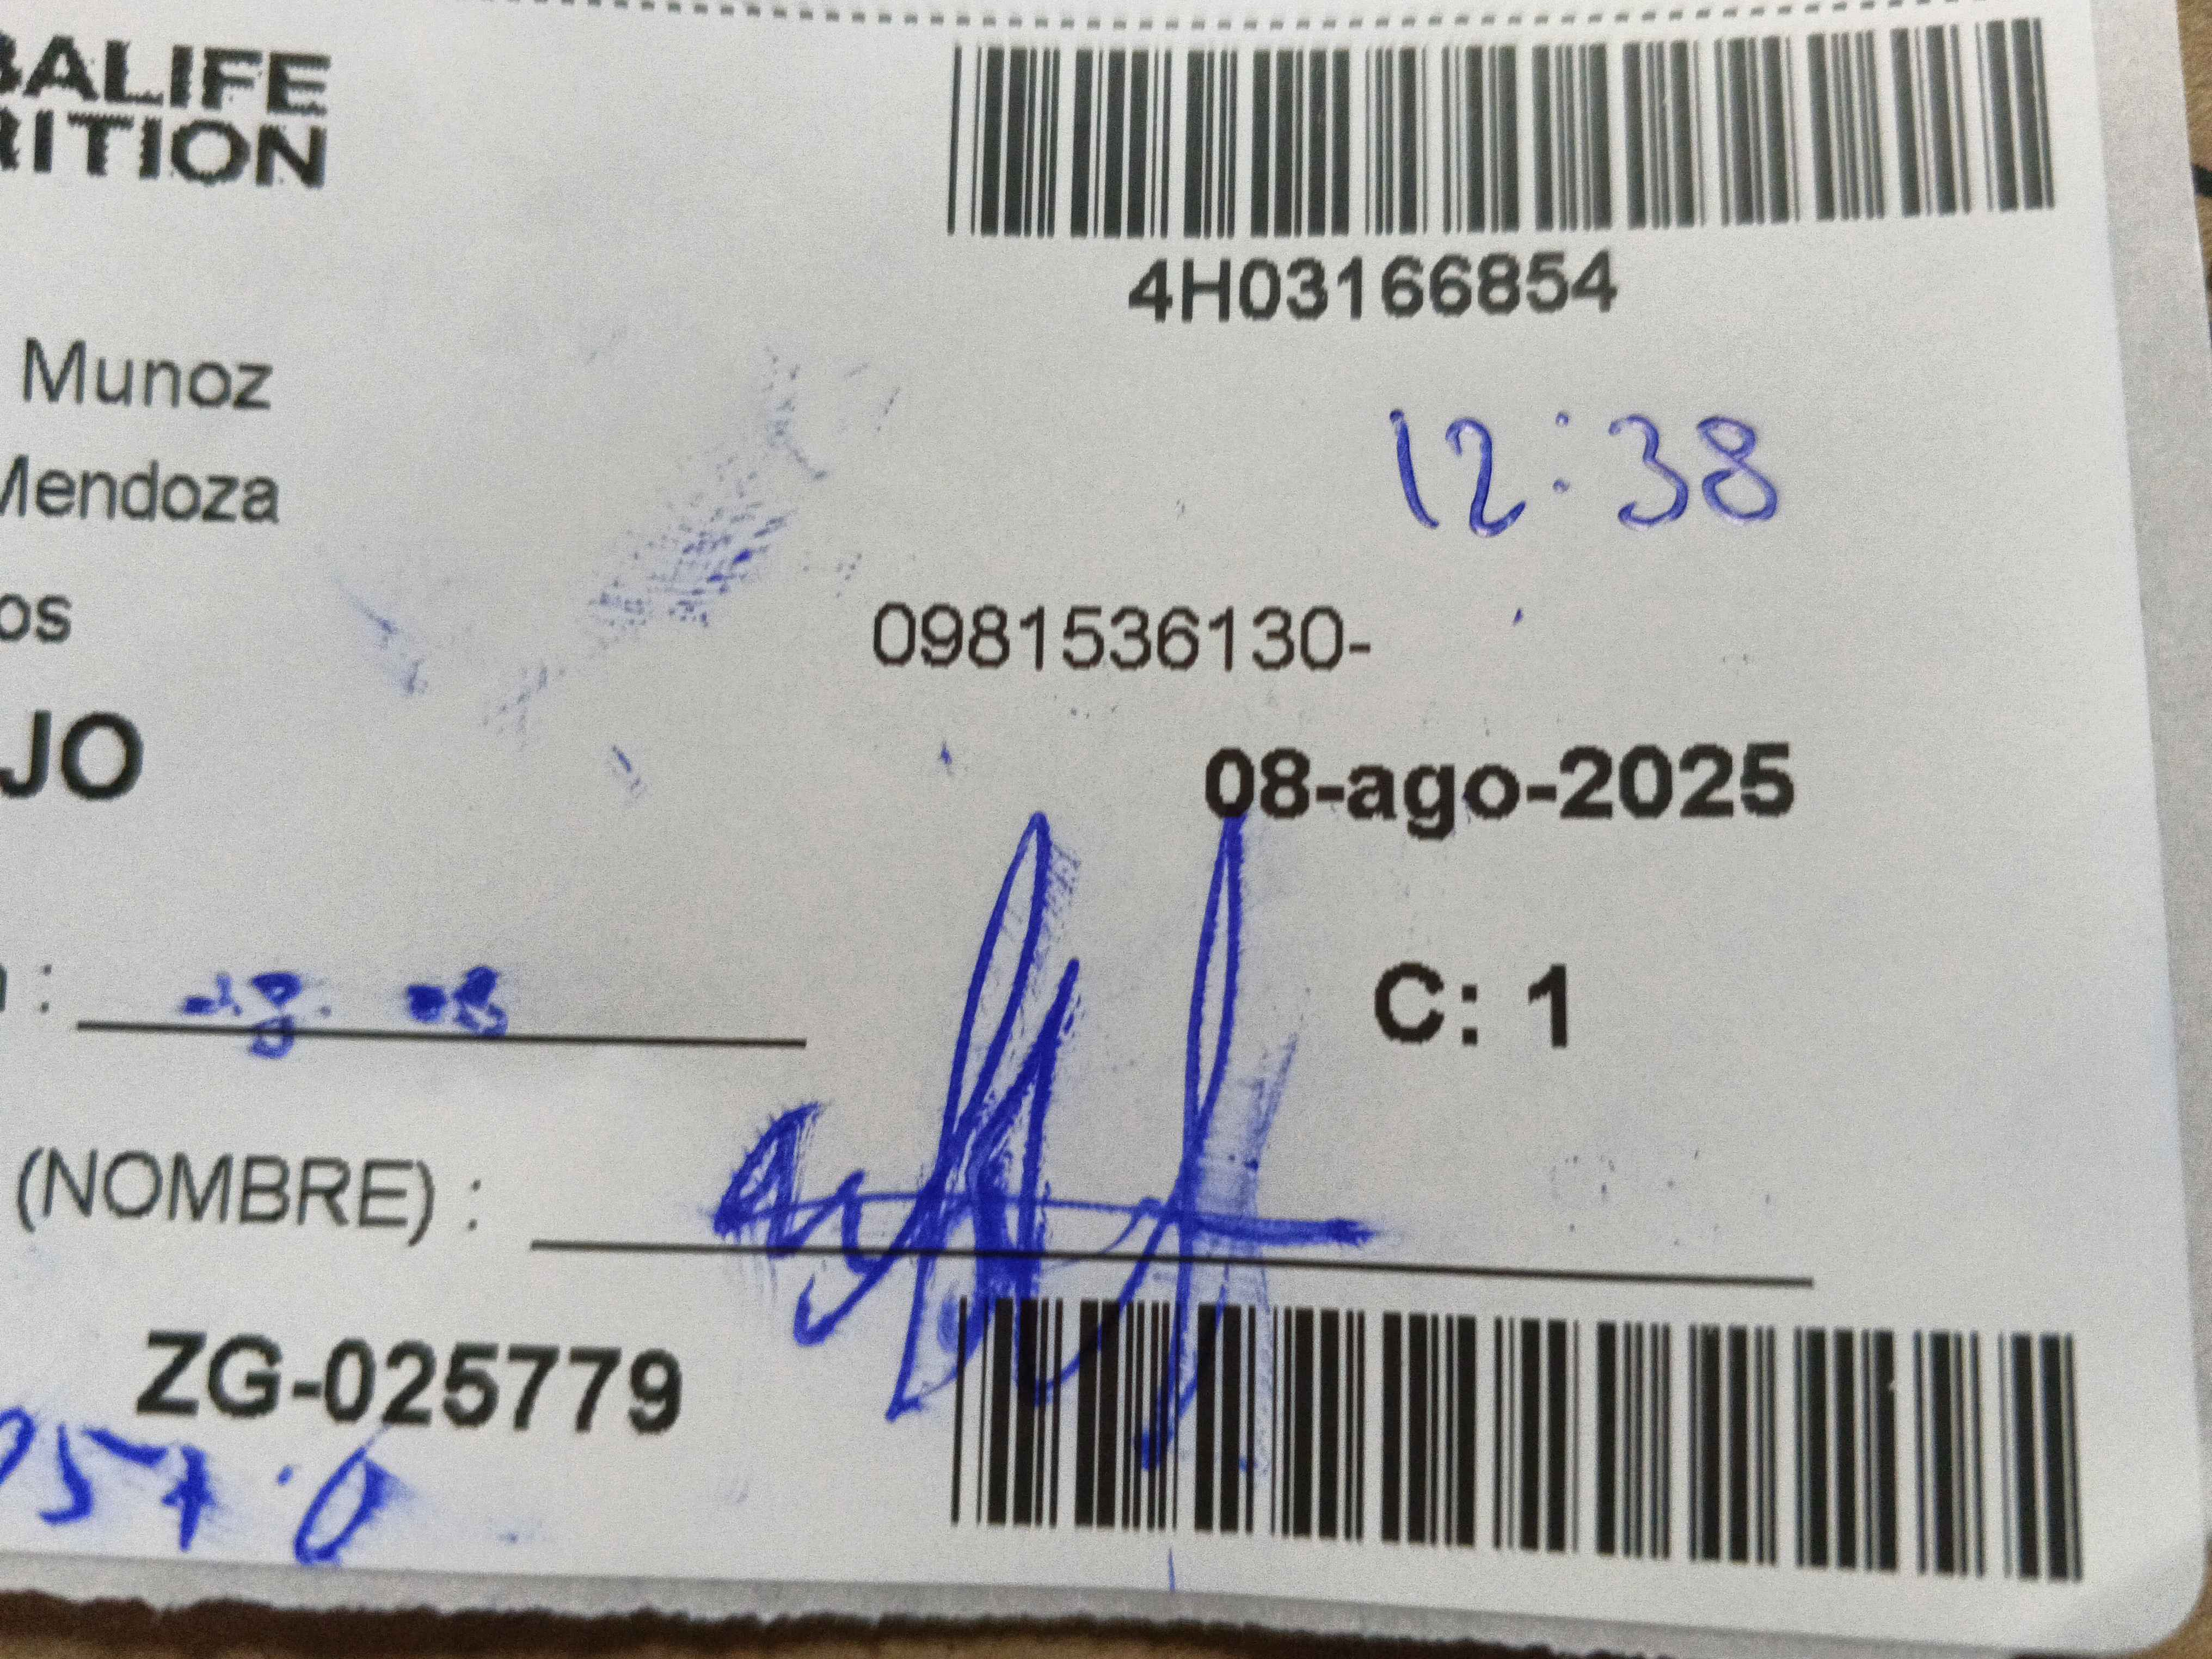 BALIFE
RITION
4H03166854
Munoz
12:38
Mendoza
os
0981536130-
JO
08-ago-2025
:
C: 1
(NOMBRE) :
ZG-025779